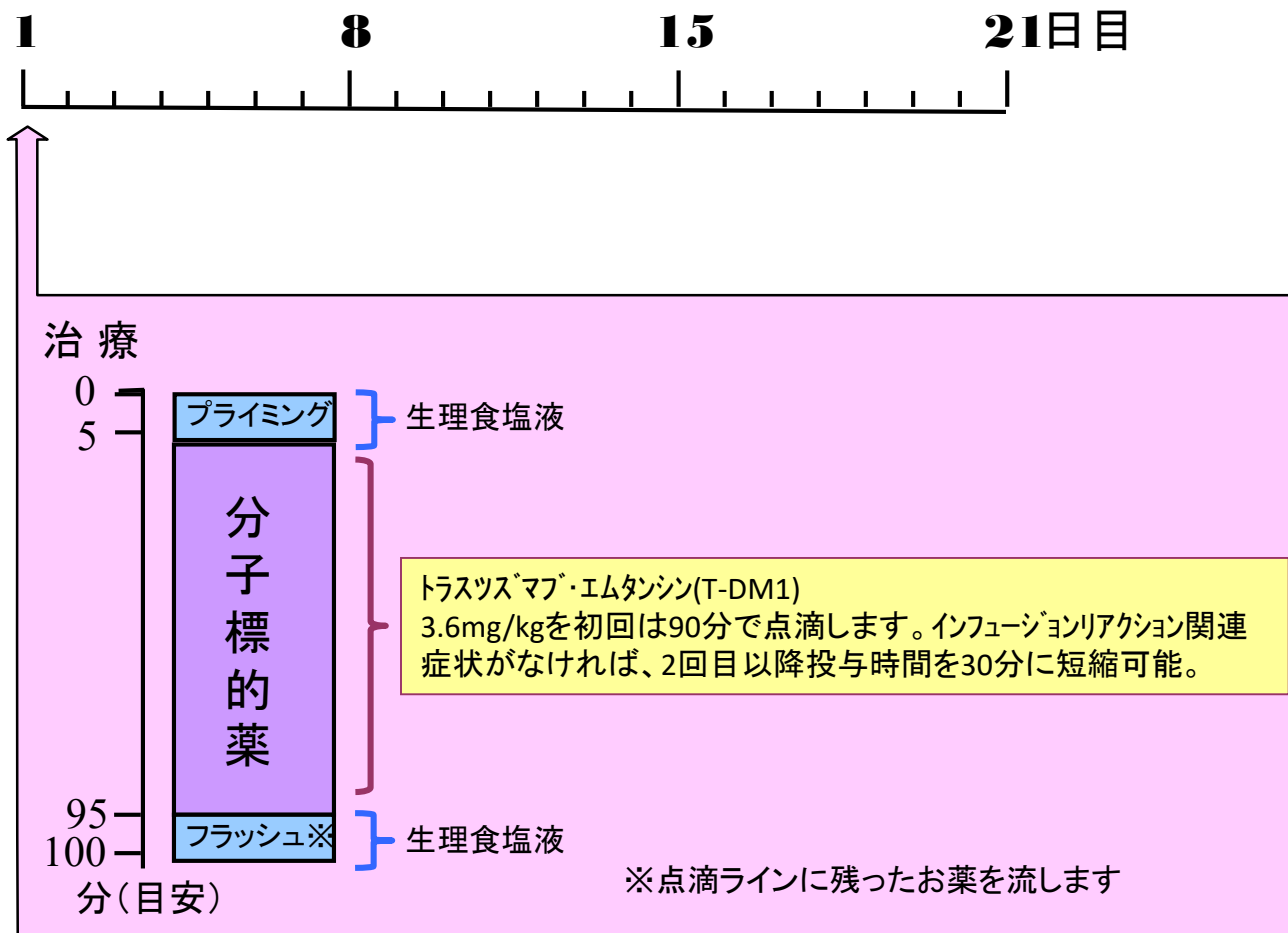 1 8 15 21日目
治 療
0
プライミング
生理食塩液
5
分子標的薬
トラスツズマブ・エムタンシン(T-DM1)
3.6mg/kgを初回は90分で点滴します。インフュージョンリアクション関連
症状がなければ、2回目以降投与時間を30分に短縮可能。
95
フラッシュ※
生理食塩液
100
※点滴ラインに残ったお薬を流します
分(目安)